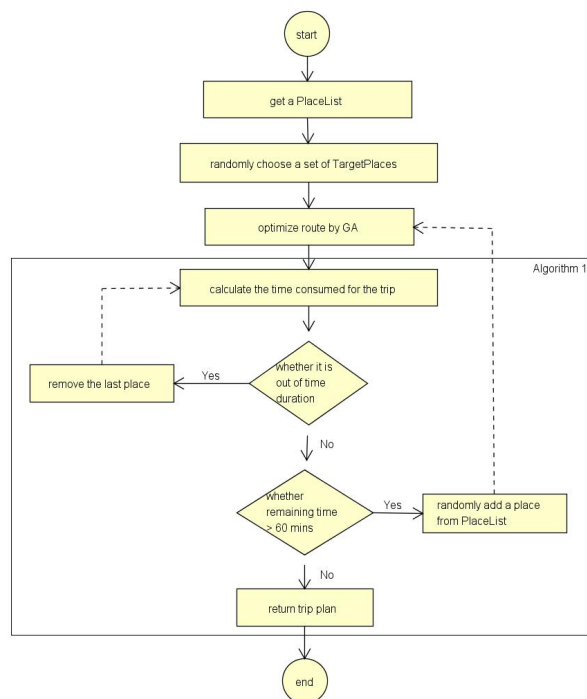 start
get a PlaceList
randomly choose a set of TargetPlaces
optimize route by GA
Algorithm 1
calculate the time consumed for the trip
whether it is
out of time
duration
Yes
remove the last place
No
whether
remaining time
> 60 mins
Yes
randomly add a place
from PlaceList
No
return trip plan
end